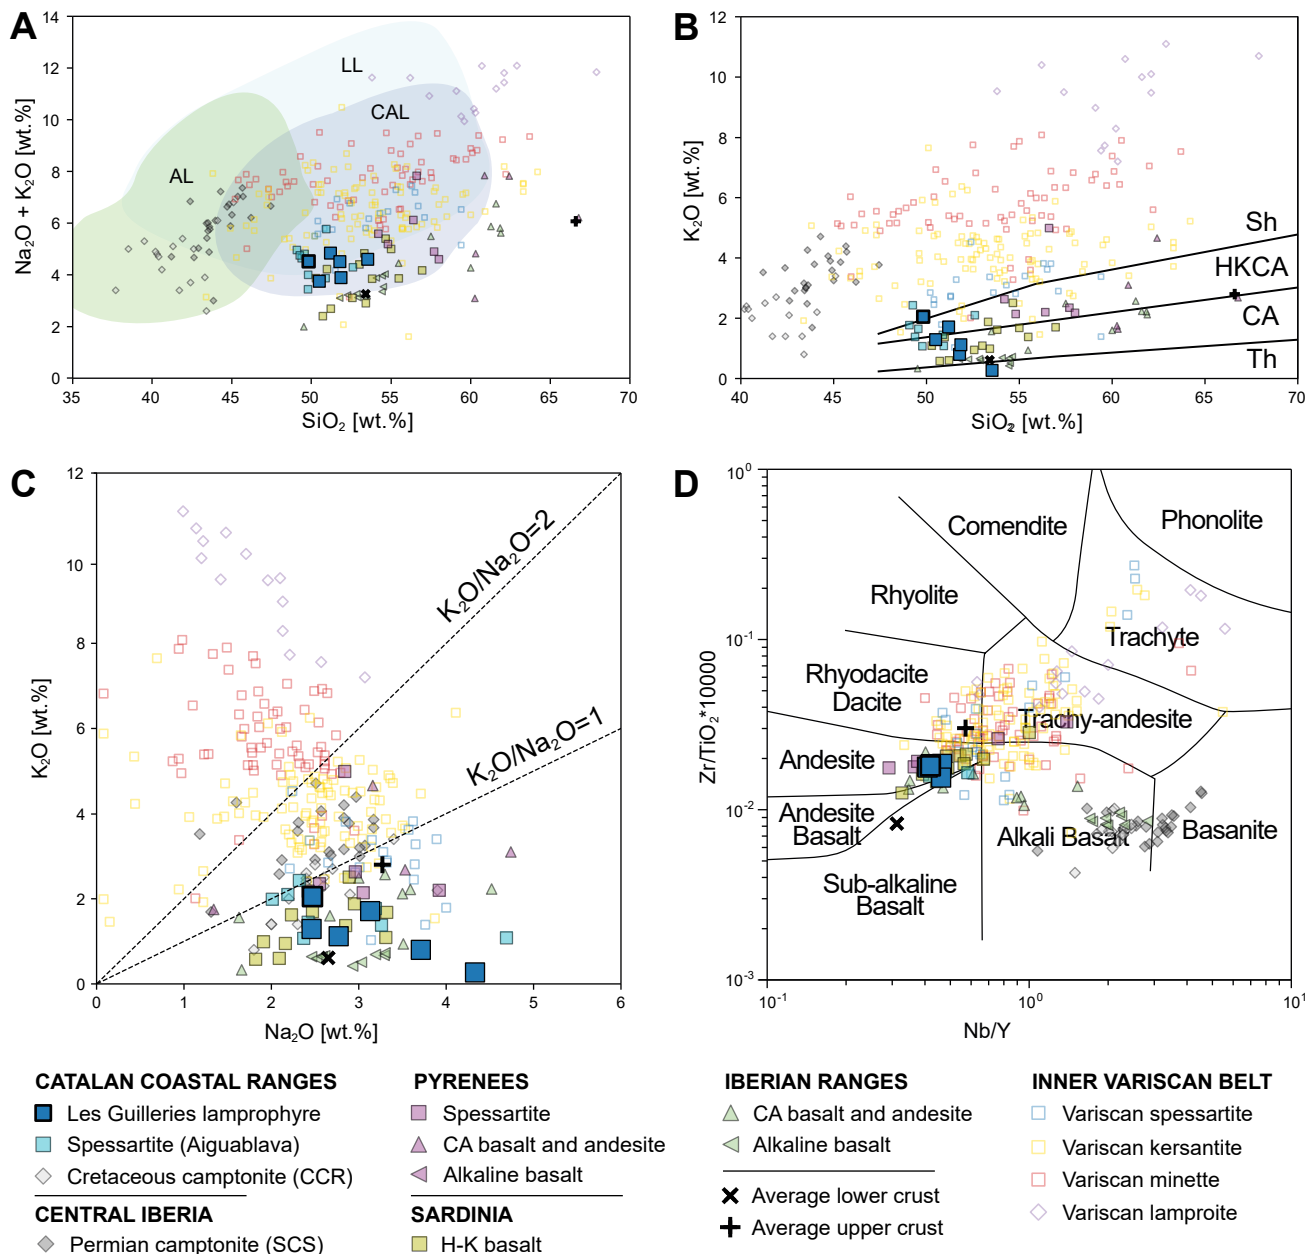 A
14
12
10
8
6
4
2
0
Na₂O + K₂O [wt.%]
LL
CAL
AL
35
40
45
50
55
60
65
70
SiO₂ [wt.%]
B
12
10
8
6
4
2
0
K₂O [wt.%]
Sh
HKCA
CA
Th
40
45
50
55
60
65
70
SiO₂ [wt.%]
C
12
10
8
6
4
2
0
K₂O [wt.%]
K₂O/Na₂O=2
K₂O/Na₂O=1
0
1
2
3
4
5
6
Na₂O [wt.%]
D
10⁰
10⁻¹
10⁻²
10⁻³
Zr/TiO₂*10000
Comendite
Phonolite
Rhyolite
Trachyte
Rhyodacite
Dacite
Trachy-andesite
Andesite
Andesite
Basalt
Alkali Basalt
Basanite
Sub-alkaline
Basalt
10⁻¹
10⁰
10¹
Nb/Y
CATALAN COASTAL RANGES
Les Guilleries lamprophyre
Spessartite (Aiguablava)
Cretaceous camptonite (CCR)
CENTRAL IBERIA
Permian camptonite (SCS)
PYRENEES
Spessartite
CA basalt and andesite
Alkaline basalt
SARDINIA
H-K basalt
IBERIAN RANGES
CA basalt and andesite
Alkaline basalt
Average lower crust
Average upper crust
INNER VARISCAN BELT
Variscan spessartite
Variscan kersantite
Variscan minette
Variscan lamproite